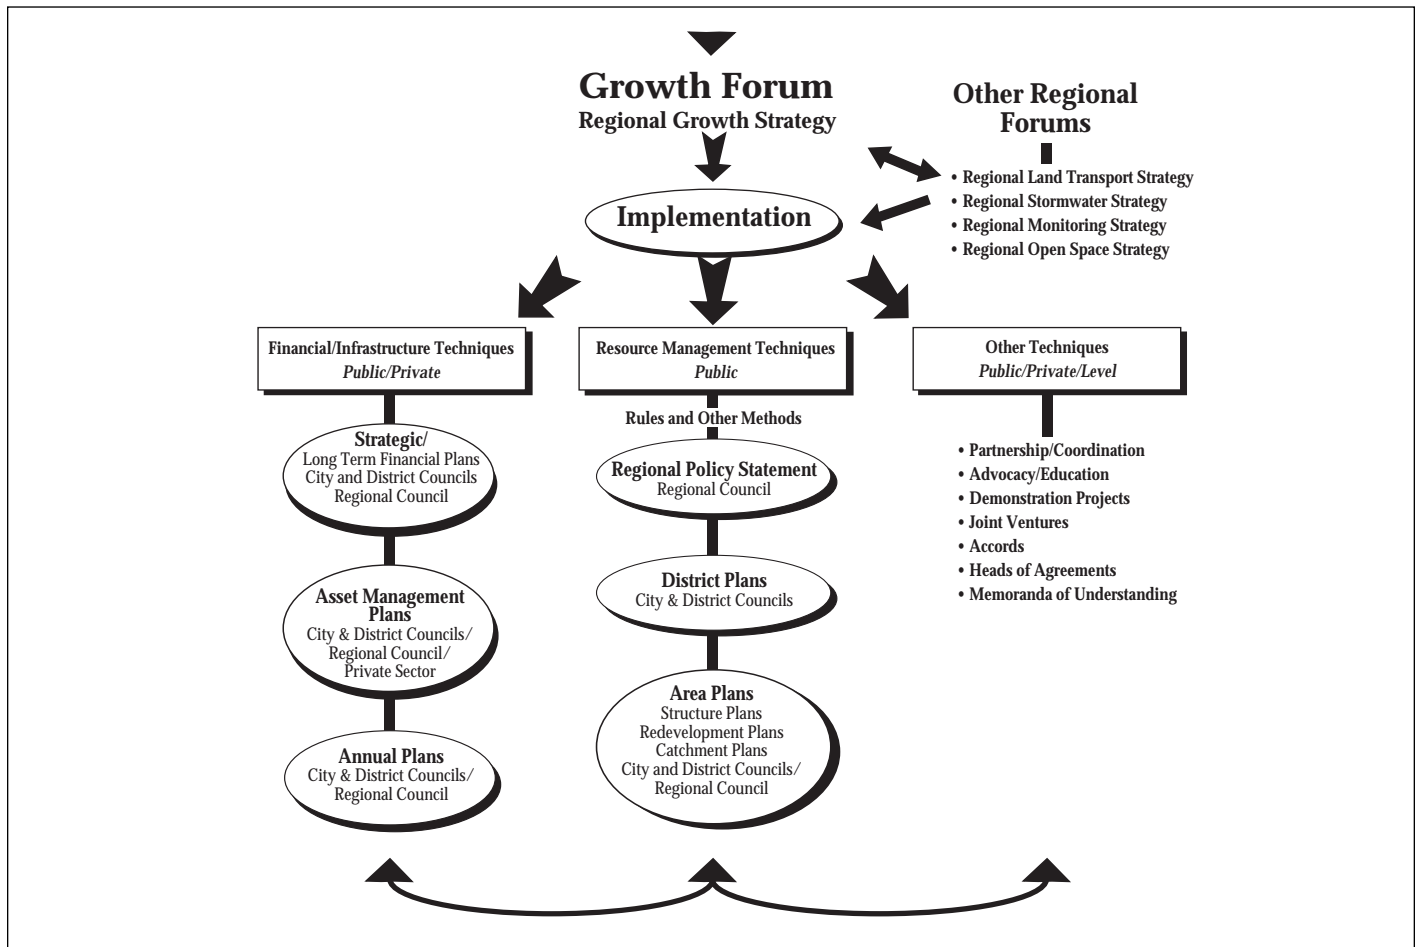 Growth Forum
Regional Growth Strategy
Other Regional
Forums
• Regional Land Transport Strategy
• Regional Stormwater Strategy
• Regional Monitoring Strategy
• Regional Open Space Strategy
Implementation
Financial/Infrastructure Techniques
Public/Private
Strategic/
Long Term Financial Plans
City and District Councils
Regional Council
Asset Management
Plans
City & District Councils/
Regional Council/
Private Sector
Annual Plans
City & District Councils/
Regional Council
Resource Management Techniques
Public
Rules and Other Methods
Regional Policy Statement
Regional Council
District Plans
City & District Councils
Area Plans
Structure Plans
Redevelopment Plans
Catchment Plans
City and District Councils/
Regional Council
Other Techniques
Public/Private/Level
• Partnership/Coordination
• Advocacy/Education
• Demonstration Projects
• Joint Ventures
• Accords
• Heads of Agreements
• Memoranda of Understanding